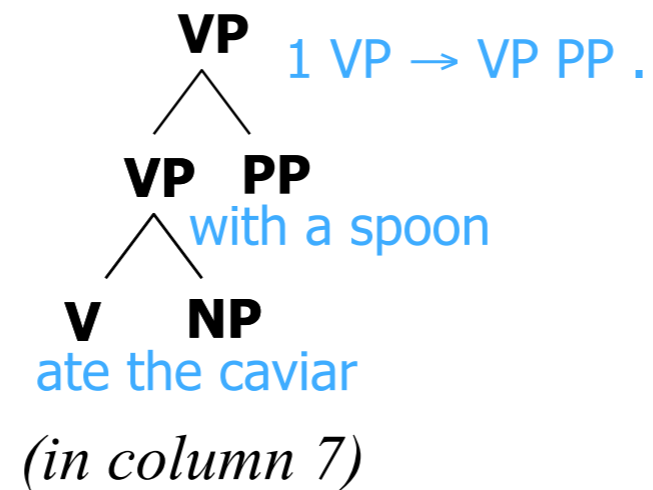 VP 1 VP → VP PP .
VP PP
with a spoon
V NP
ate the caviar
(in column 7)